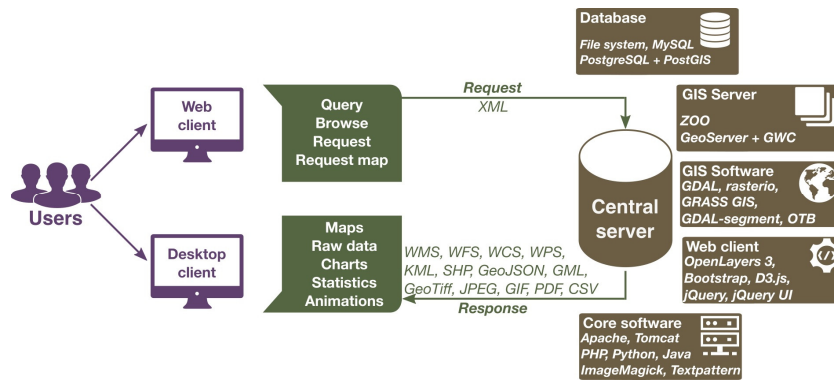 Database
File system, MySQL
PostgreSQL + PostGIS
Web
client
Query
Browse
Request
Request map
Request
XML
GIS Server
ZOO
GeoServer + GWC
Users
Central
server
GIS Software
GDAL, rasterio,
GRASS GIS,
GDAL-segment, OTB
Desktop
client
Maps
Raw data
Charts
Statistics
Animations
WMS, WFS, WCS, WPS,
KML, SHP, GeoJSON, GML,
GeoTiff, JPEG, GIF, PDF, CSV
Response
Web client
OpenLayers 3,
Bootstrap, D3.js,
jQuery, jQuery UI
Core software
Apache, Tomcat
PHP, Python, Java
ImageMagick, Textpattern